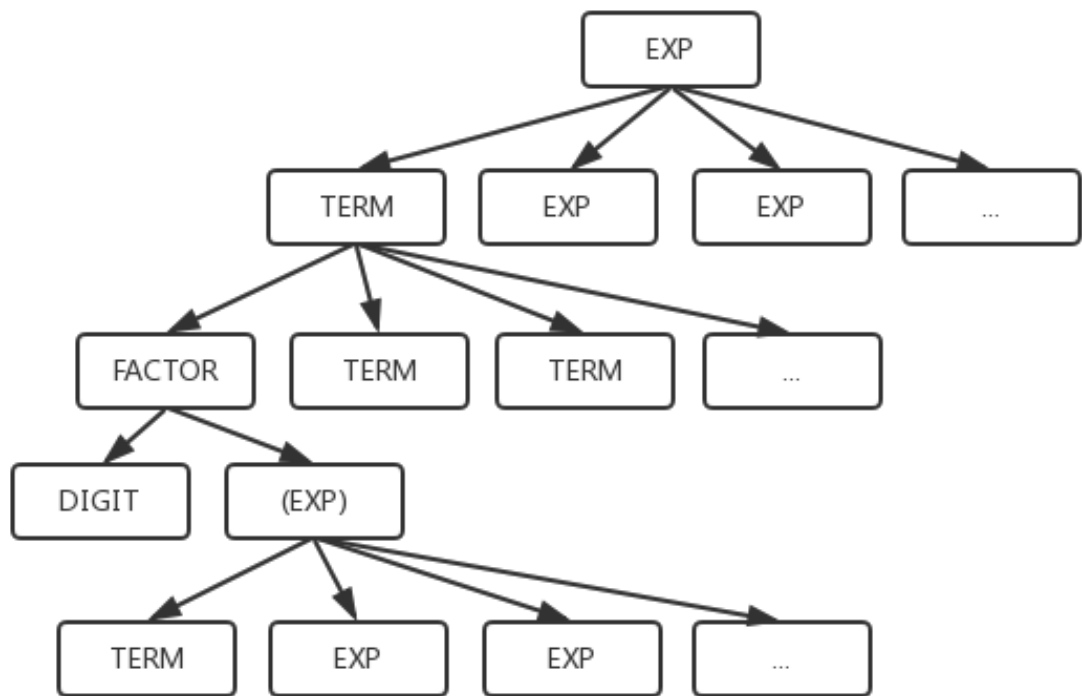 EXP
TERM
EXP
EXP
...
FACTOR
TERM
TERM
...
DIGIT
(EXP)
TERM
EXP
EXP
...